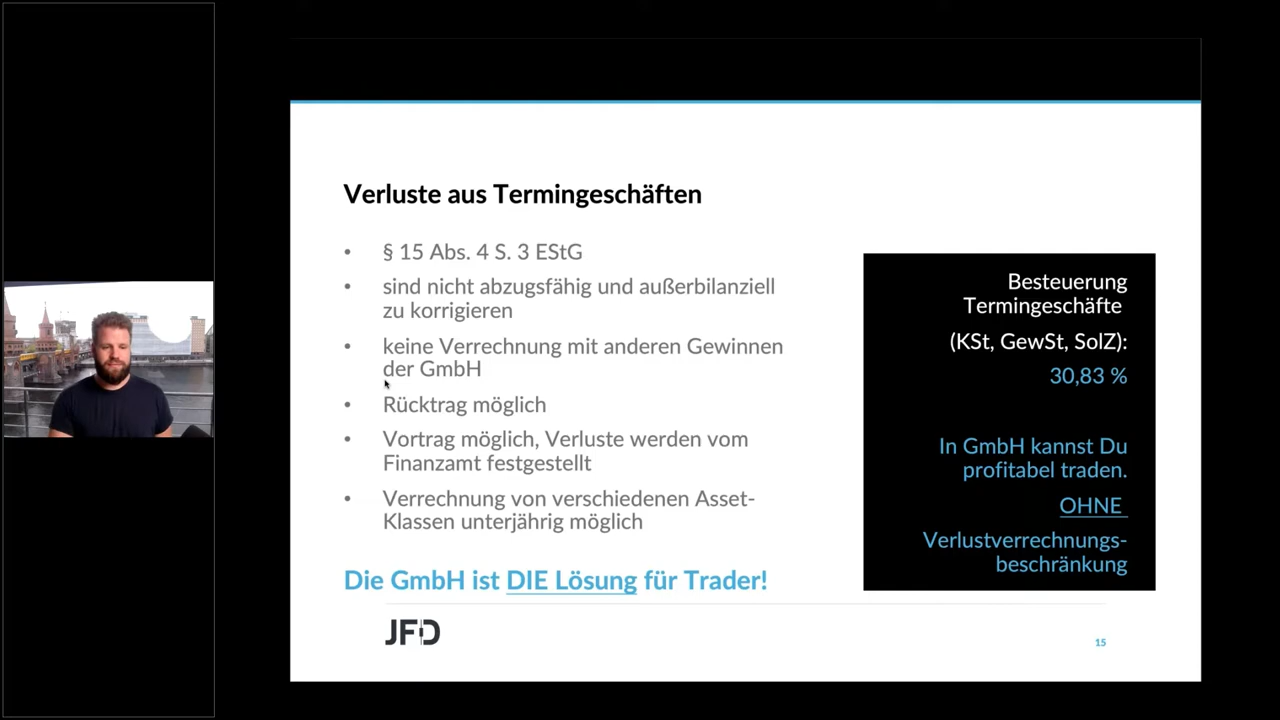 Verluste aus Termingeschäften
• § 15 Abs. 4 S. 3 EStG
• sind nicht abzugsfähig und außerbilanziell
zu korrigieren
• keine Verrechnung mit anderen Gewinnen
der GmbH
• Rücktrag möglich
• Vortrag möglich, Verluste werden vom
Finanzamt festgestellt
• Verrechnung von verschiedenen Asset-
Klassen unterjährig möglich
Die GmbH ist DIE Lösung für Trader!
Besteuerung
Termingeschäfte
(KSt, GewSt, SolZ):
30,83 %
In GmbH kannst Du
profitabel traden.
OHNE
Verlustverrechnungs-
beschränkung
JFD
15